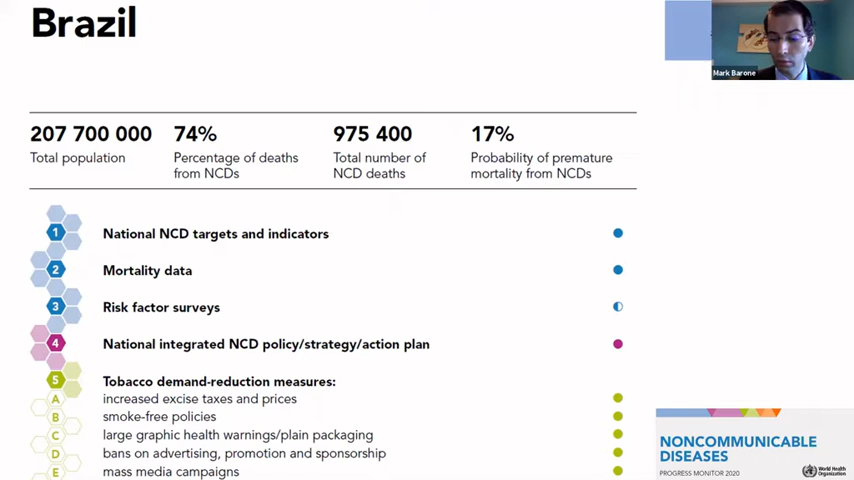 Brazil
Mark Barone
207 700 000
Total population
74%
Percentage of deaths
from NCDs
975 400
Total number of
NCD deaths
17%
Probability of premature
mortality from NCDs
1 National NCD targets and indicators
2 Mortality data
3 Risk factor surveys
4 National integrated NCD policy/strategy/action plan
5 Tobacco demand-reduction measures:
A increased excise taxes and prices
B smoke-free policies
C large graphic health warnings/plain packaging
D bans on advertising, promotion and sponsorship
E mass media campaigns
NONCOMMUNICABLE
DISEASES
PROGRESS MONITOR 2020
World Health
Organization